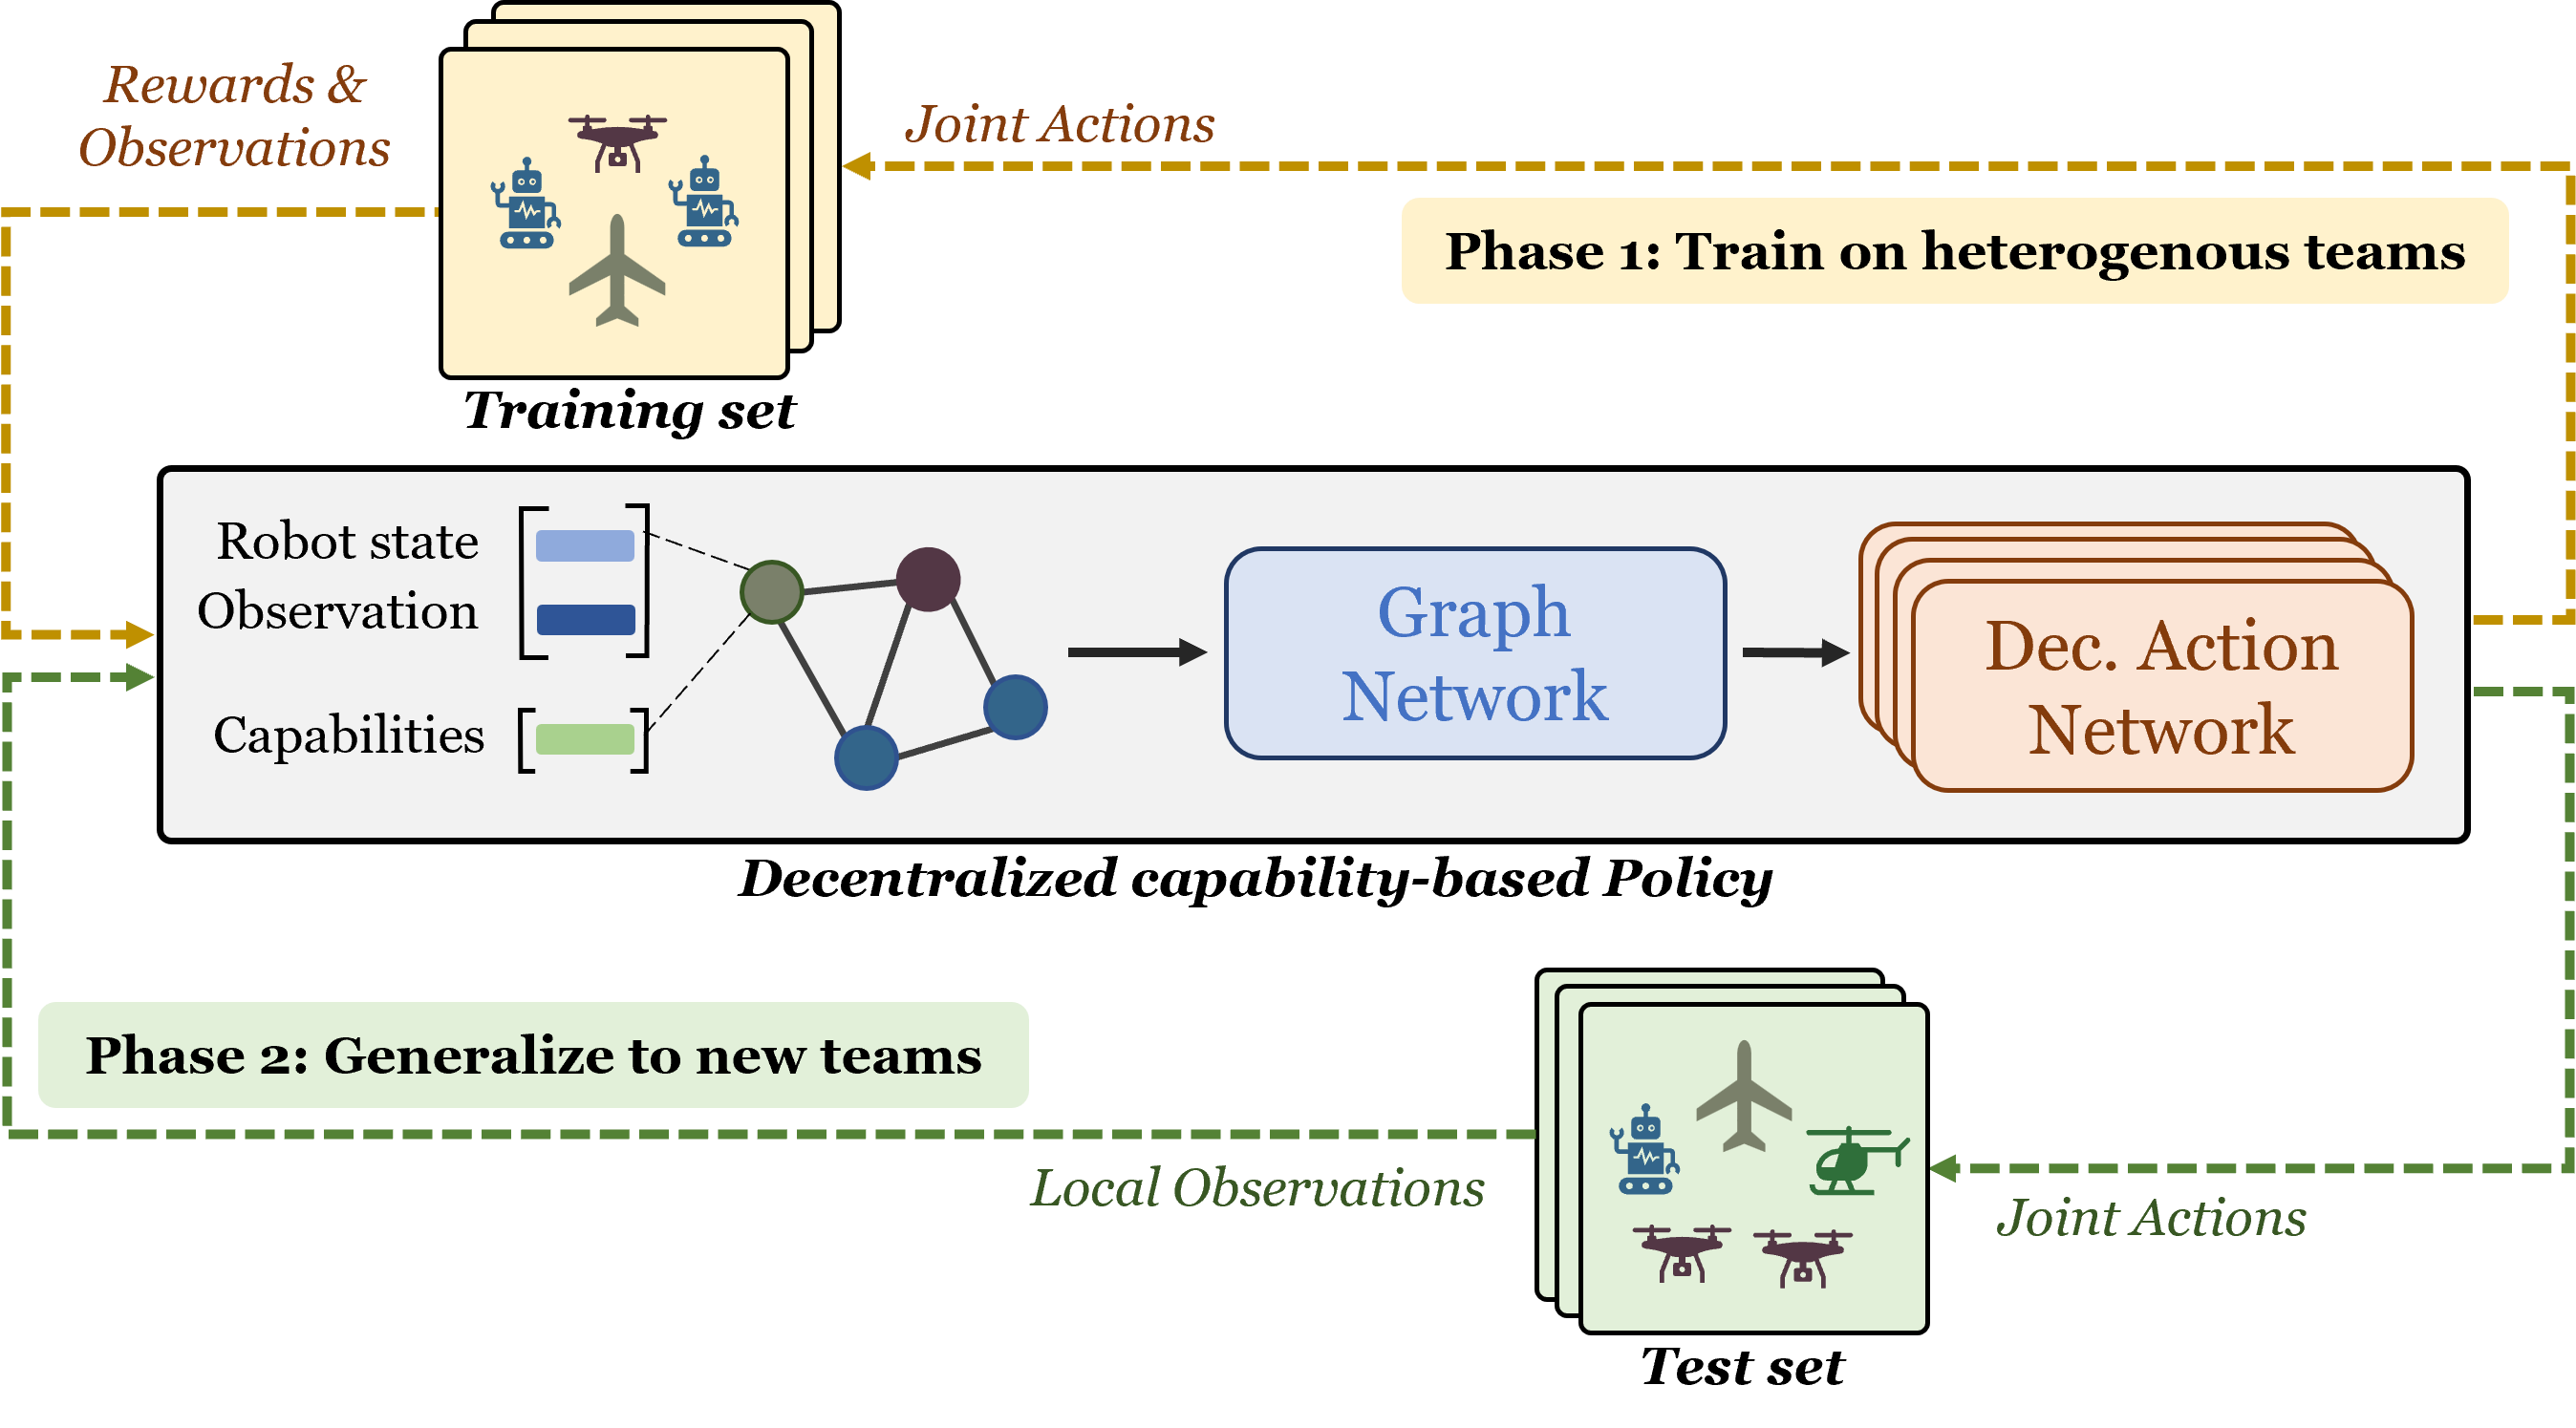 Rewards &
Observations
Joint Actions
Phase 1: Train on heterogenous teams
Training set
Robot state
Observation
Capabilities
Graph
Network
Dec. Action
Network
Decentralized capability-based Policy
Phase 2: Generalize to new teams
Local Observations
Joint Actions
Test set